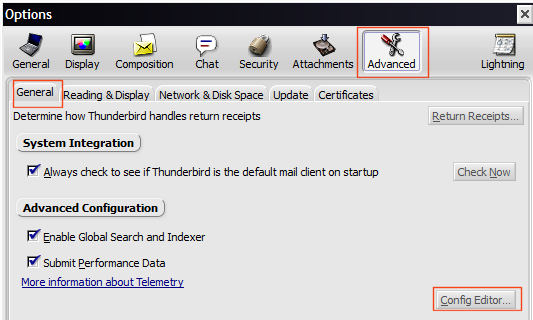 Options
General Display Composition Chat Security Attachments Advanced Lightning
General Reading & Display Network & Disk Space Update Certificates
Determine how Thunderbird handles return receipts Return Receipts...
System Integration
Always check to see if Thunderbird is the default mail client on startup Check Now
Advanced Configuration
Enable Global Search and Indexer
Submit Performance Data
More information about Telemetry
Config Editor...